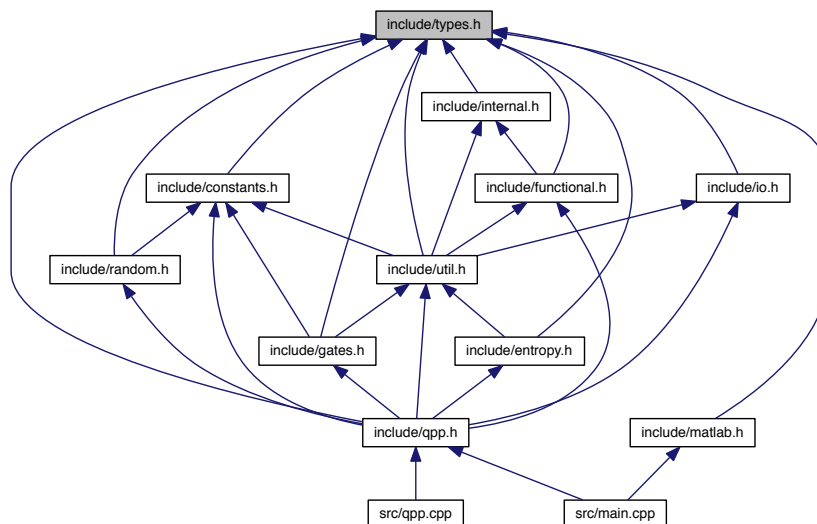 include/types.h
include/internal.h
include/constants.h
include/functional.h
include/io.h
include/random.h
include/util.h
include/gates.h
include/entropy.h
include/qpp.h
include/matlab.h
src/qpp.cpp
src/main.cpp